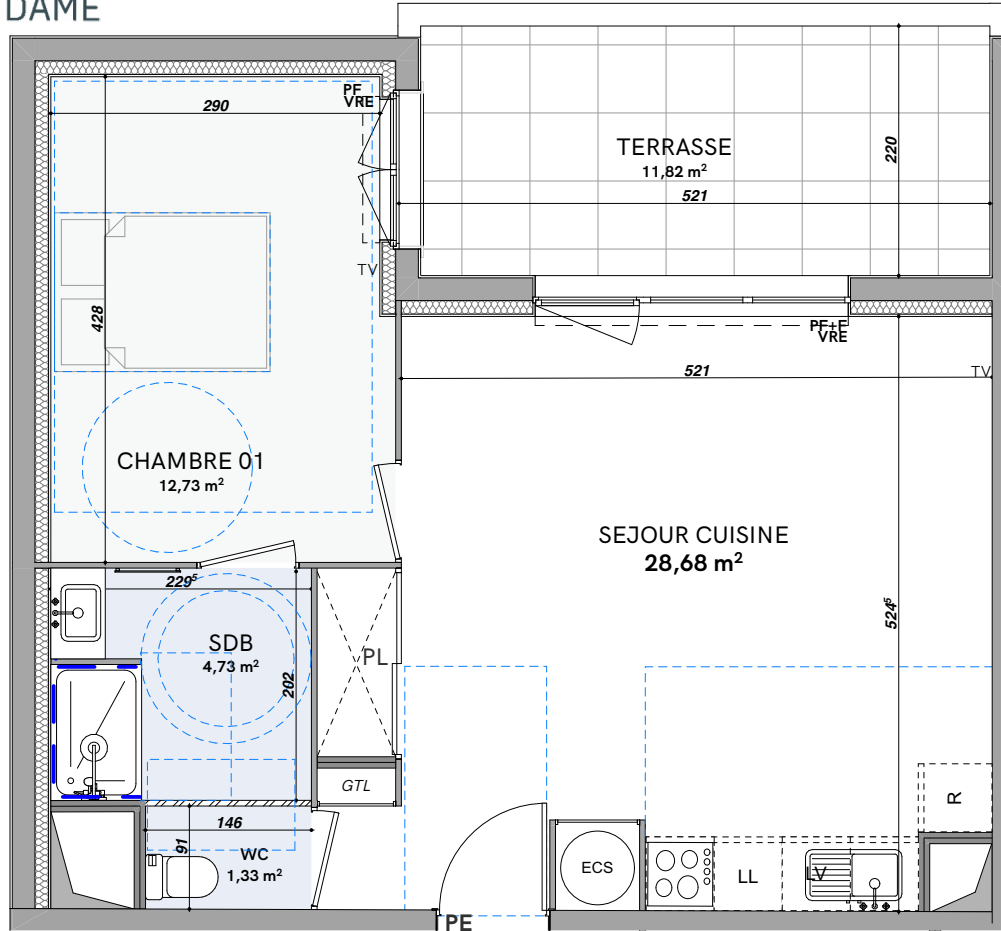 DAME
PF
VRE
290
TERRASSE
11,82 m²
220
521
TV
428
PF+F
VRE
521
TV
CHAMBRE 01
12,73 m²
SEJOUR CUISINE
28,68 m²
229⁵
524⁵
SDB
4,73 m²
PL
202
GTL
R
146
91
WC
1,33 m²
ECS
LL
LV
PE